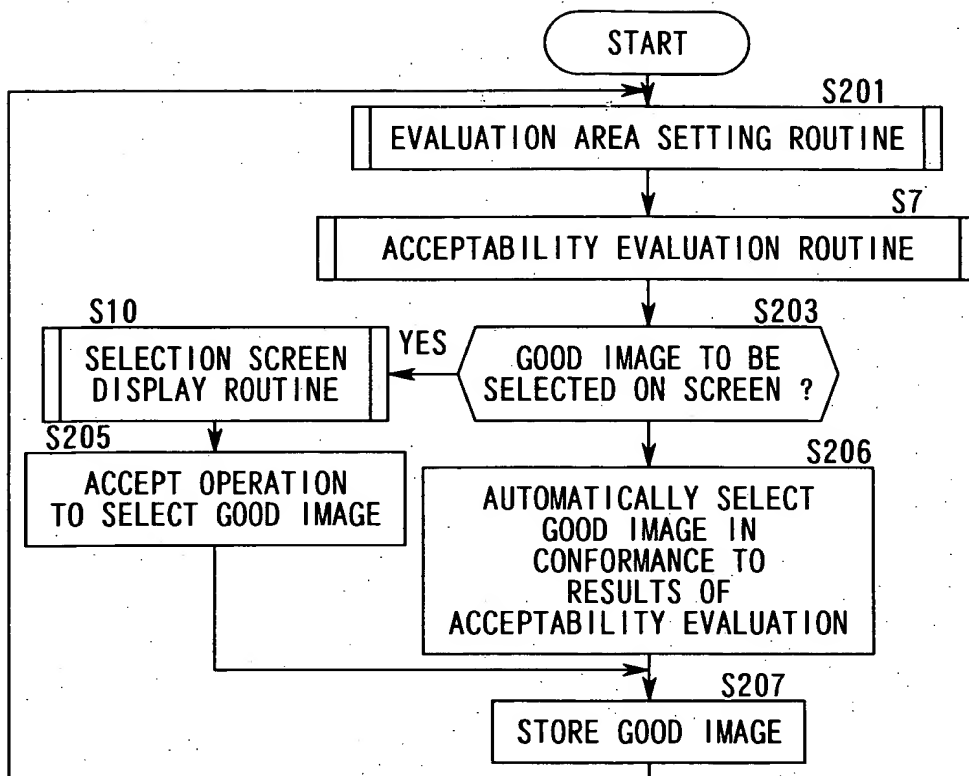 START
S201
EVALUATION AREA SETTING ROUTINE
S7
ACCEPTABILITY EVALUATION ROUTINE
S203
GOOD IMAGE TO BE
SELECTED ON SCREEN ?
YES
S10
SELECTION SCREEN
DISPLAY ROUTINE
S205
ACCEPT OPERATION
TO SELECT GOOD IMAGE
S206
AUTOMATICALLY SELECT
GOOD IMAGE IN
CONFORMANCE TO
RESULTS OF
ACCEPTABILITY EVALUATION
S207
STORE GOOD IMAGE